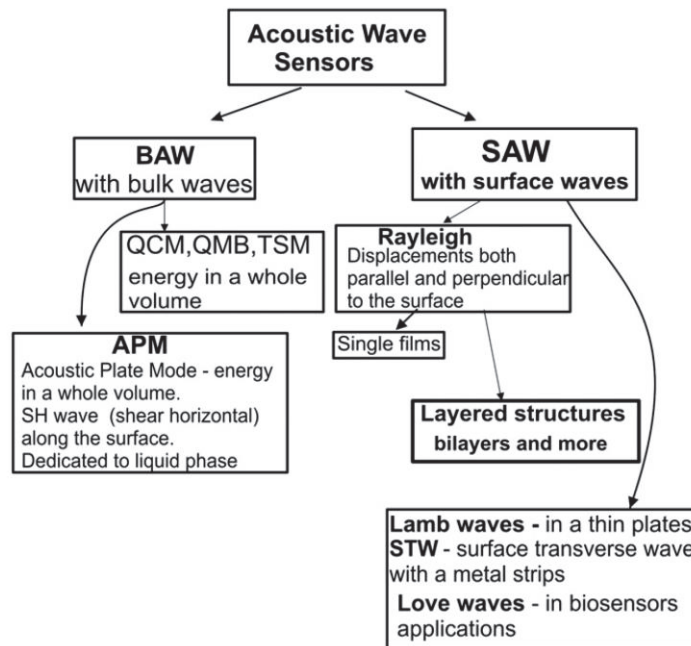 Acoustic Wave
Sensors
BAW
with bulk waves
SAW
with surface waves
QCM,QMB,TSM
energy in a whole
volume
Rayleigh
Displacements both
parallel and perpendicular
to the surface
Single films
APM
Acoustic Plate Mode - energy
in a whole volume.
SH wave (shear horizontal)
along the surface.
Dedicated to liquid phase
Layered structures
bilayers and more
Lamb waves - in a thin plates
STW - surface transverse wave
with a metal strips
Love waves - in biosensors
applications